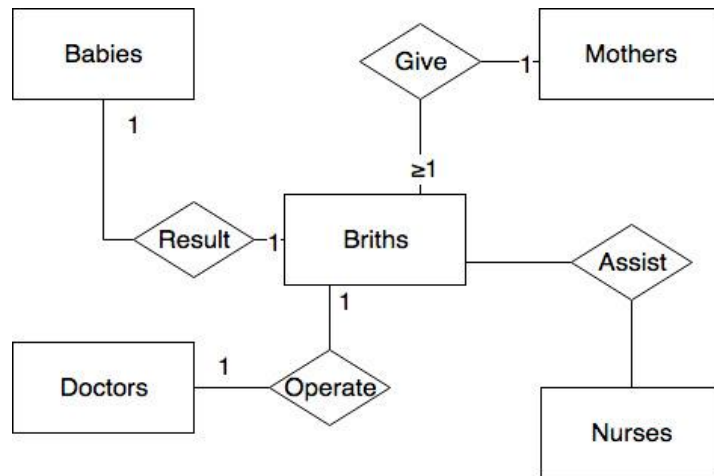 Babies
Give
1
Mothers
1
≥1
Result
1
Briths
Assist
1
Doctors
1
Operate
Nurses